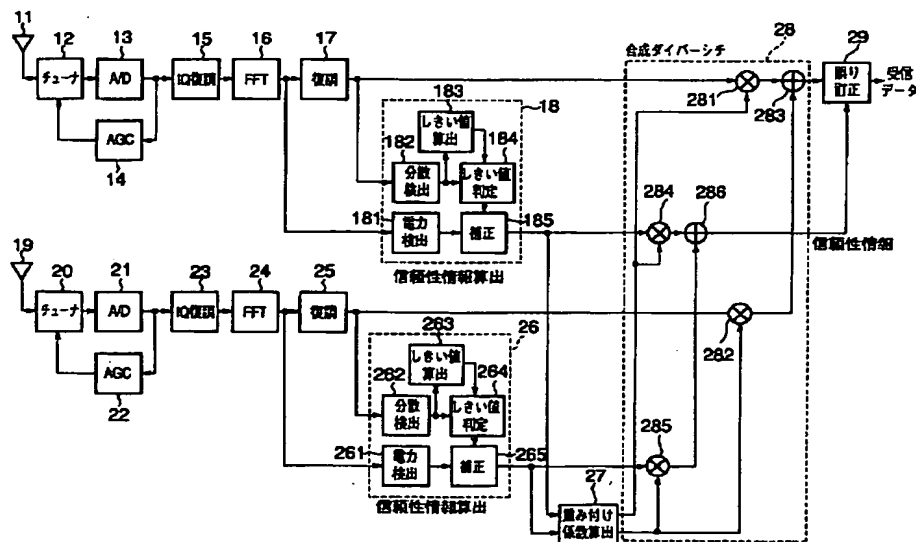 11
12
13
15
16
17
チューナ
A/D
IQ復調
FFT
復調
AGC
14
183
18
しきい値
算出
182
184
分散
検出
しきい値
判定
181
185
電力
検出
補正
信頼性情報算出
合成ダイバーシチ
28
29
281
283
誤り
訂正
受信
データ
284
286
信頼性情報
282
285
19
20
21
23
24
25
チューナ
A/D
IQ復調
FFT
復調
AGC
22
263
26
しきい値
算出
262
264
分散
検出
しきい値
判定
261
265
電力
検出
補正
信頼性情報算出
27
重み付け
係数算出